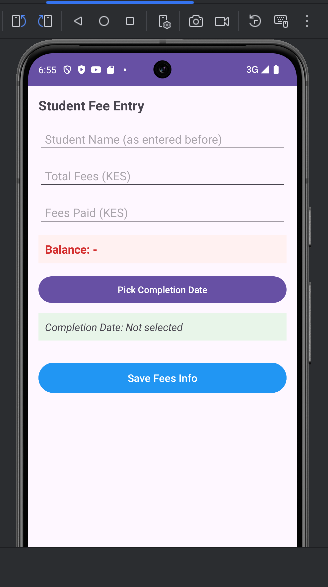 6:55
3G
Student Fee Entry
Student Name (as entered before)
Total Fees (KES)
Fees Paid (KES)
Balance: -
Pick Completion Date
Completion Date: Not selected
Save Fees Info